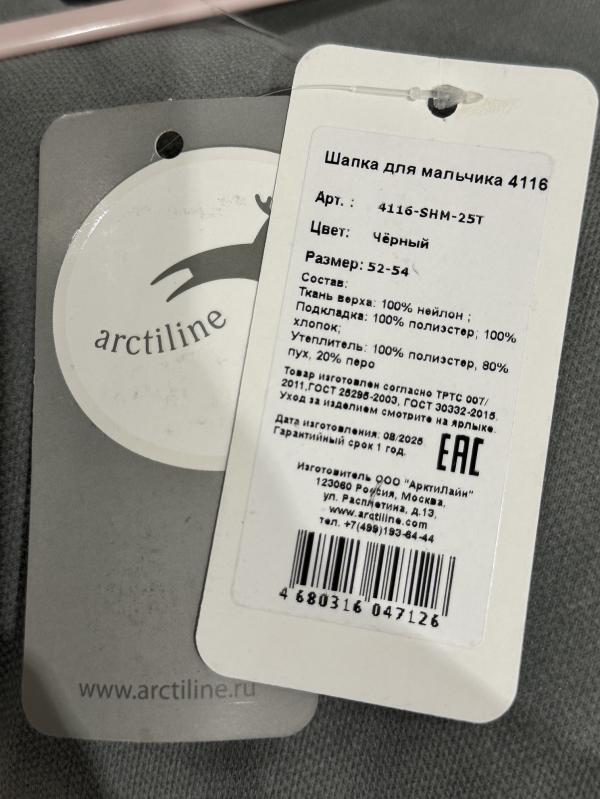 arctiline
www.arctiline.ru
Шапка для мальчика 4116
Арт. : 4116-SHM-25T
Цвет: Чёрный
Размер: 52-54
Состав:
Ткань верха: 100% нейлон ;
Подкладка: 100% полиэстер; 100%
хлопок;
Утеплитель: 100% полиэстер, 80%
пух, 20% перо
Товар изготовлен согласно ТРТС 007/
2011,ГОСТ 25295-2003, ГОСТ 30332-2015.
Уход за изделием смотрите на ярлыке.
Дата изготовления: 08/2025
Гарантийный срок 1 год.
EAC
Изготовитель ООО "АрктиЛайн"
123060 Россия, Москва,
ул. Расплетина, д.13,
www.arctiline.com
тел. +7(499)193-64-44
4 680316 047126